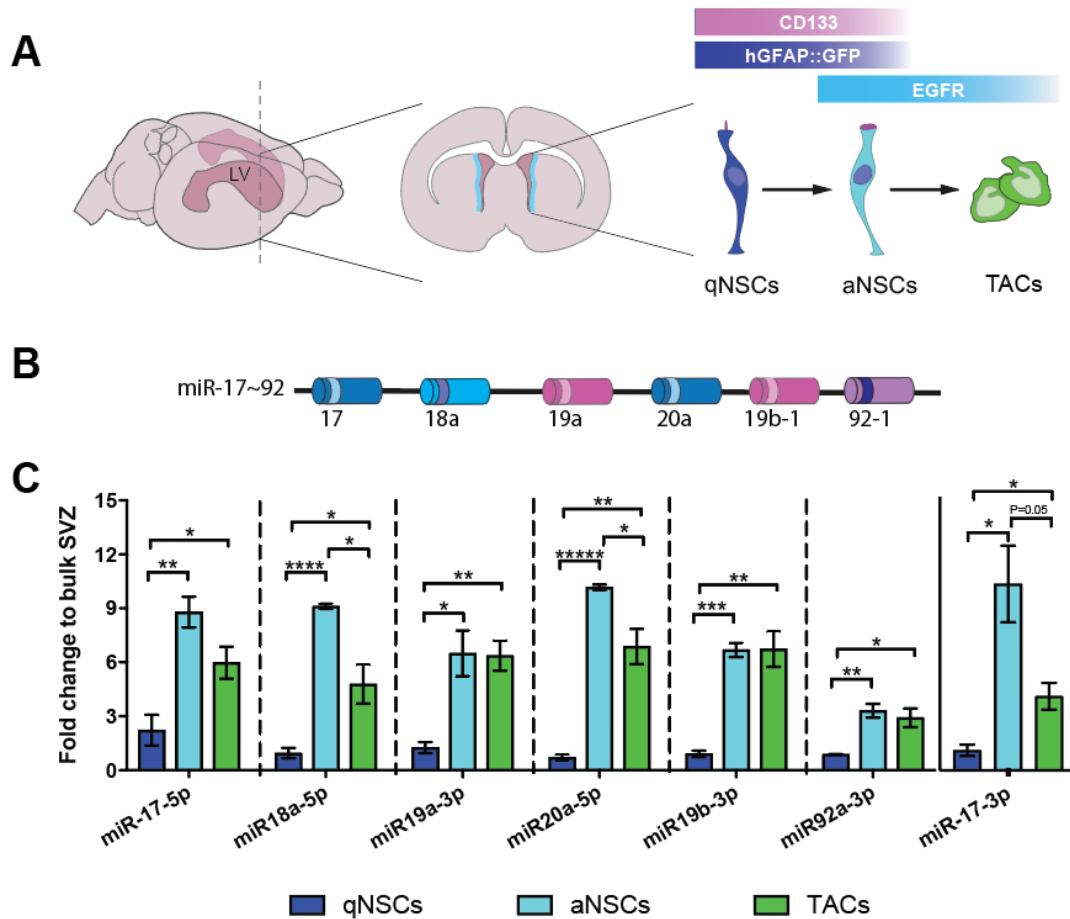 A
CD133
hGFAP::GFP
EGFR
LV
qNSCs
aNSCs
TACs
B
miR-17~92
17
18a
19a
20a
19b-1
92-1
C
Fold change to bulk SVZ
15
12
9
6
3
0
** *
**** * *
* **
***** * **
*** **
** *
* P=0.05 *
miR-17-5p
miR18a-5p
miR19a-3p
miR20a-5p
miR19b-3p
miR92a-3p
miR-17-3p
qNSCs
aNSCs
TACs